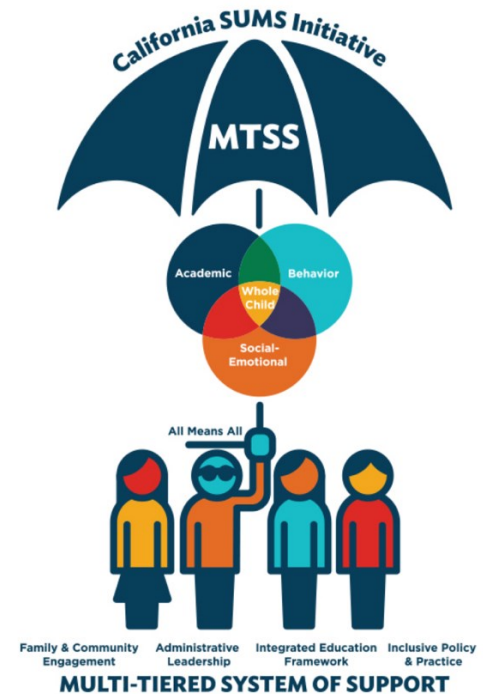 California SUMS Initiative
MTSS
Academic
Behavior
Whole
Child
Social-
Emotional
All Means All
Family & Community
Engagement
Administrative
Leadership
Integrated Education
Framework
Inclusive Policy
& Practice
MULTI-TIERED SYSTEM OF SUPPORT